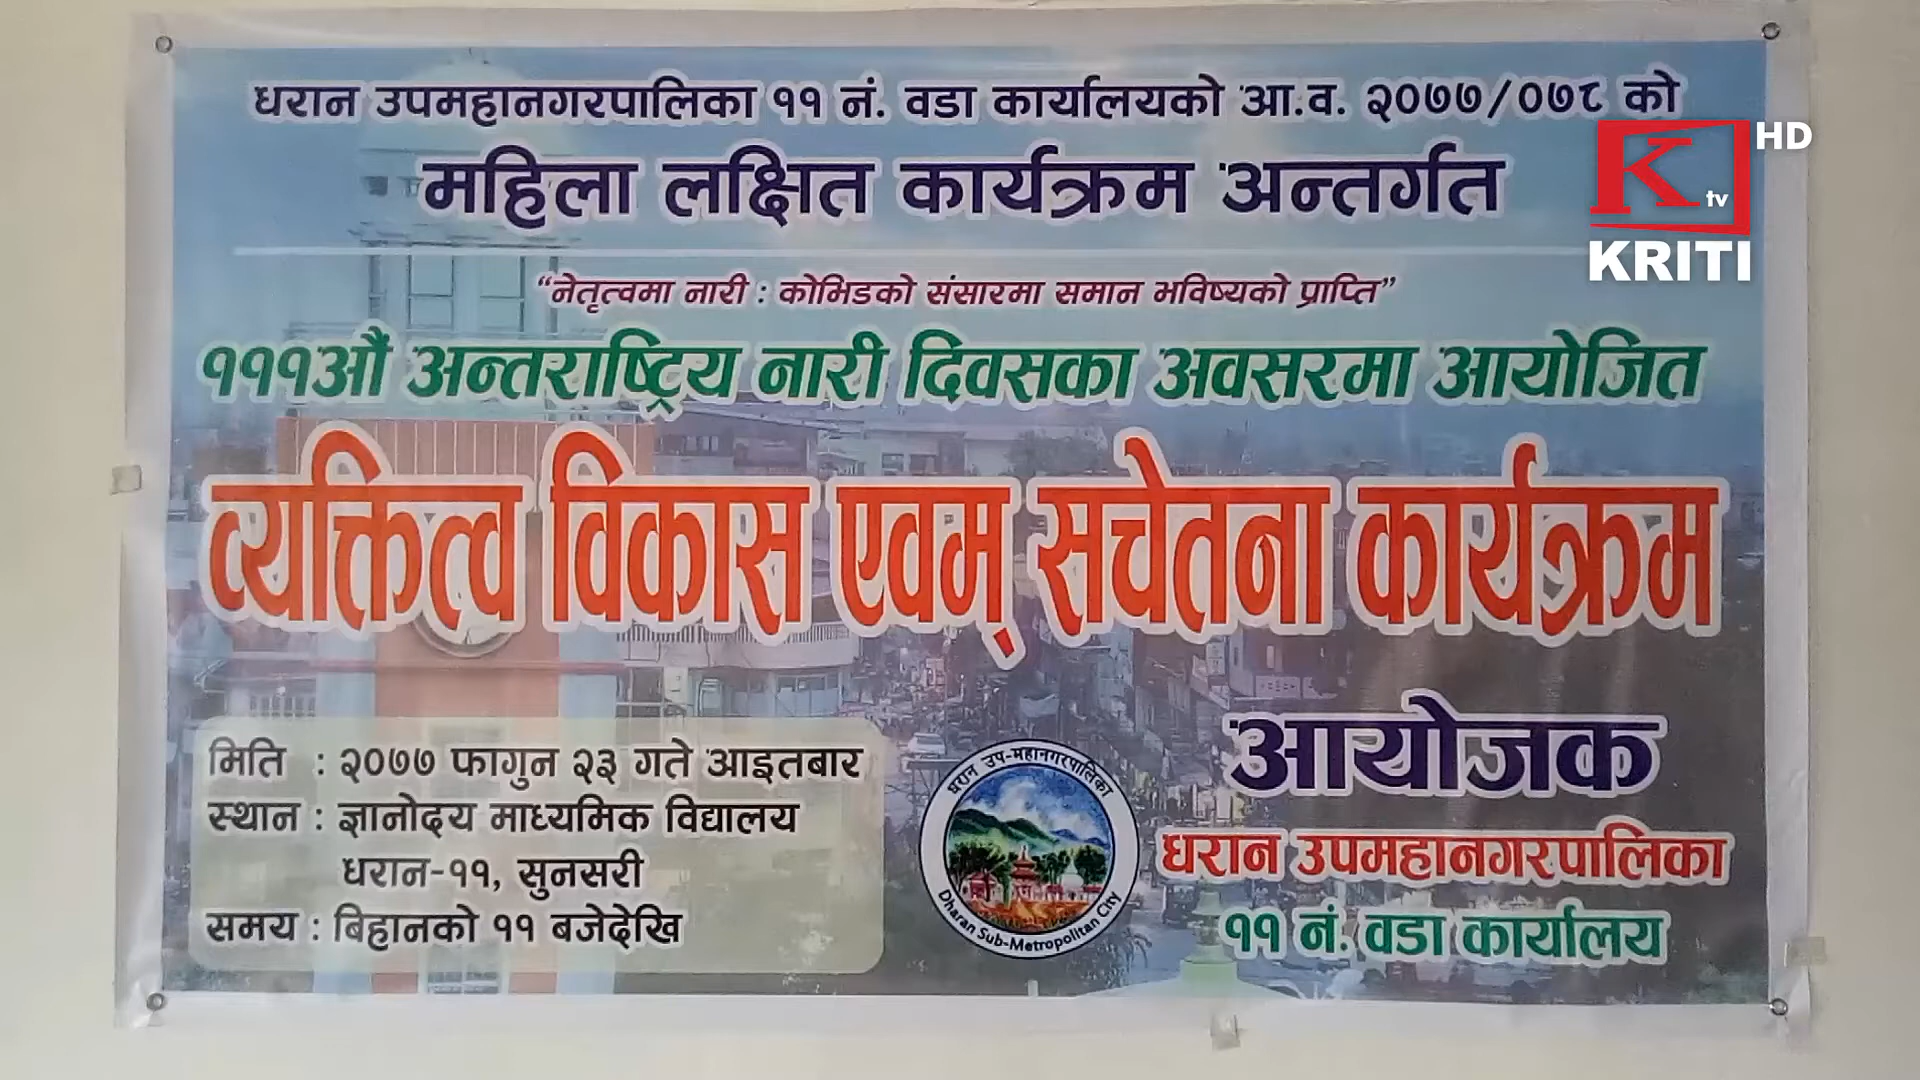 धरान उपमहानगरपालिका ११ नं. वडा कार्यालयको आ.व. २०७७/०७८ को
महिला लक्षित कार्यक्रम अन्तर्गत
HD
K tv
KRITI
“नेतृत्वमा नारी : कोभिडको संसारमा समान भविष्यको प्राप्ति”
१११औं अन्तराष्ट्रिय नारी दिवसका अवसरमा आयोजित
व्यक्तित्व विकास एवम् सचेतना कार्यक्रम
मिति : २०७७ फागुन २३ गते आइतबार
स्थान : ज्ञानोदय माध्यमिक विद्यालय
धरान-११, सुनसरी
समय : बिहानको ११ बजेदेखि
धरान उप-महानगरपालिका
Dharan Sub-Metropolitan City
आयोजक
धरान उपमहानगरपालिका
११ नं. वडा कार्यालय